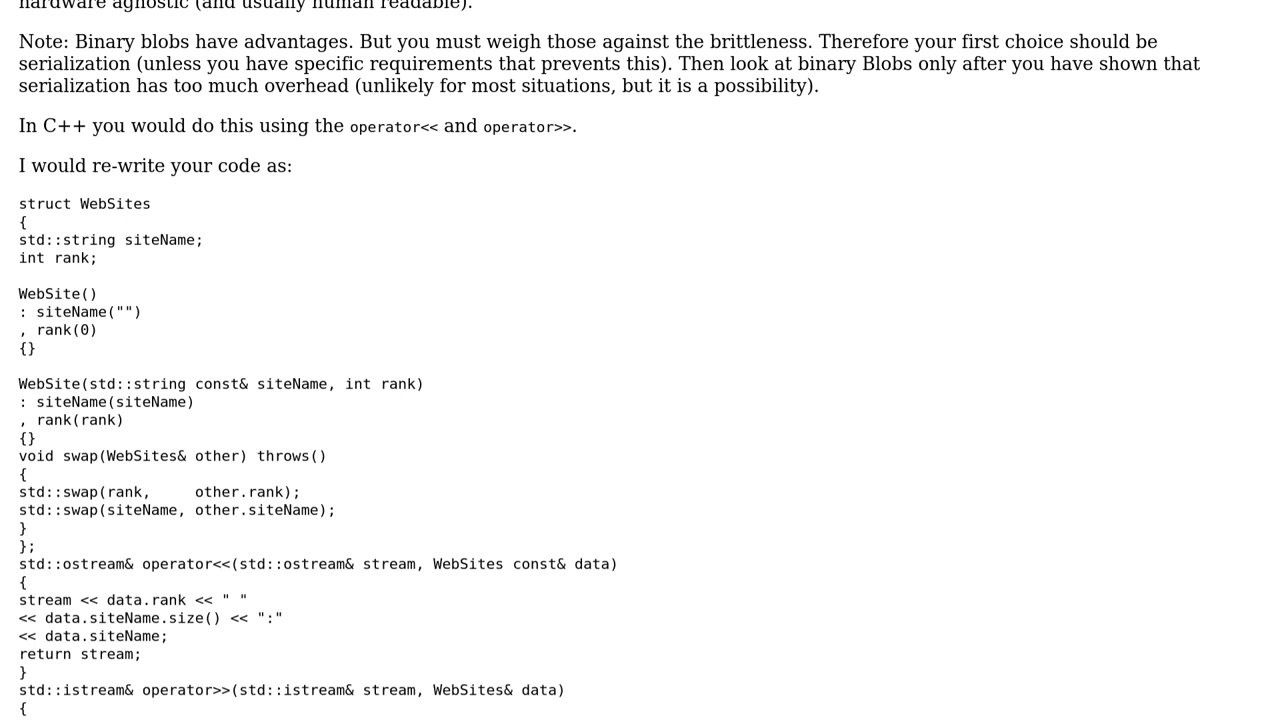 hardware agnostic (and usually human readable).
Note: Binary blobs have advantages. But you must weigh those against the brittleness. Therefore your first choice should be
serialization (unless you have specific requirements that prevents this). Then look at binary Blobs only after you have shown that
serialization has too much overhead (unlikely for most situations, but it is a possibility).
In C++ you would do this using the operator<< and operator>>.
I would re-write your code as:
struct WebSites
{
std::string siteName;
int rank;
WebSite()
: siteName("")
, rank(0)
{}
WebSite(std::string const& siteName, int rank)
: siteName(siteName)
, rank(rank)
{}
void swap(WebSites& other) throws()
{
std::swap(rank,     other.rank);
std::swap(siteName, other.siteName);
}
};
std::ostream& operator<<(std::ostream& stream, WebSites const& data)
{
stream << data.rank << " "
<< data.siteName.size() << ":"
<< data.siteName;
return stream;
}
std::istream& operator>>(std::istream& stream, WebSites& data)
{